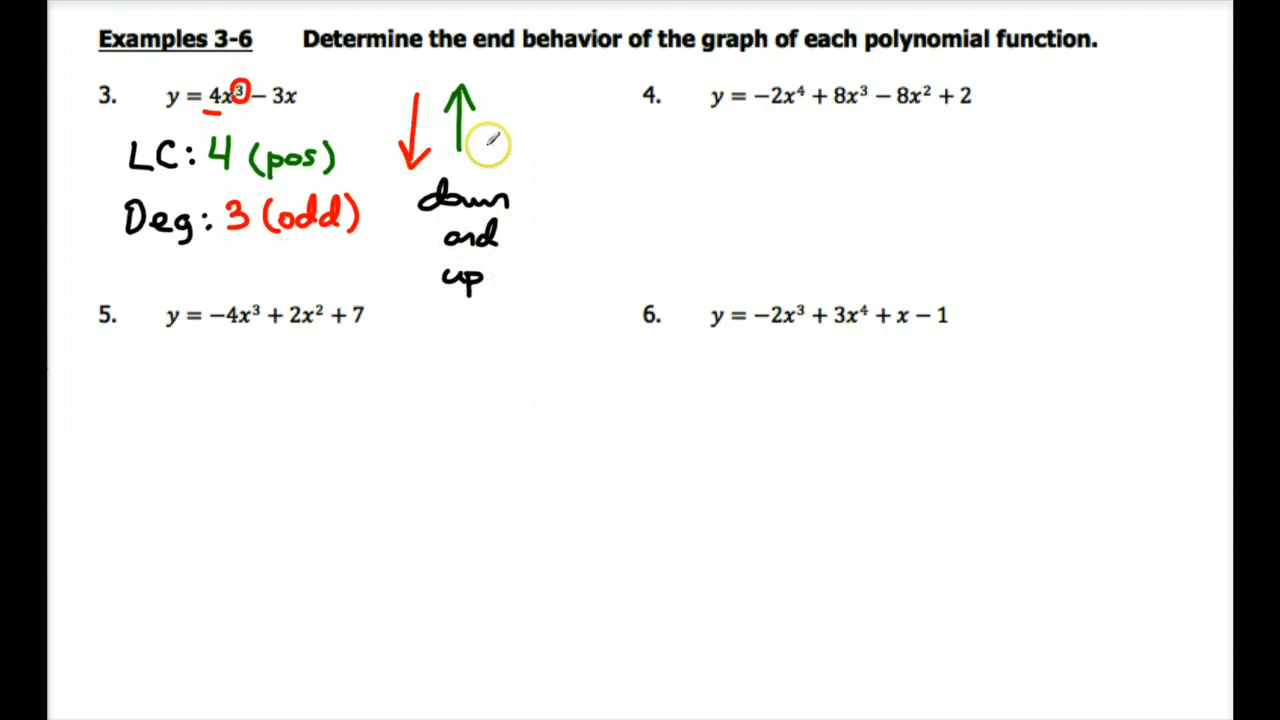 Examples 3-6 Determine the end behavior of the graph of each polynomial function.
3. y = 4x³ − 3x
LC: 4 (pos)
Deg: 3 (odd)
down
and
up
4. y = −2x⁴ + 8x³ − 8x² + 2
5. y = −4x³ + 2x² + 7
6. y = −2x³ + 3x⁴ + x − 1